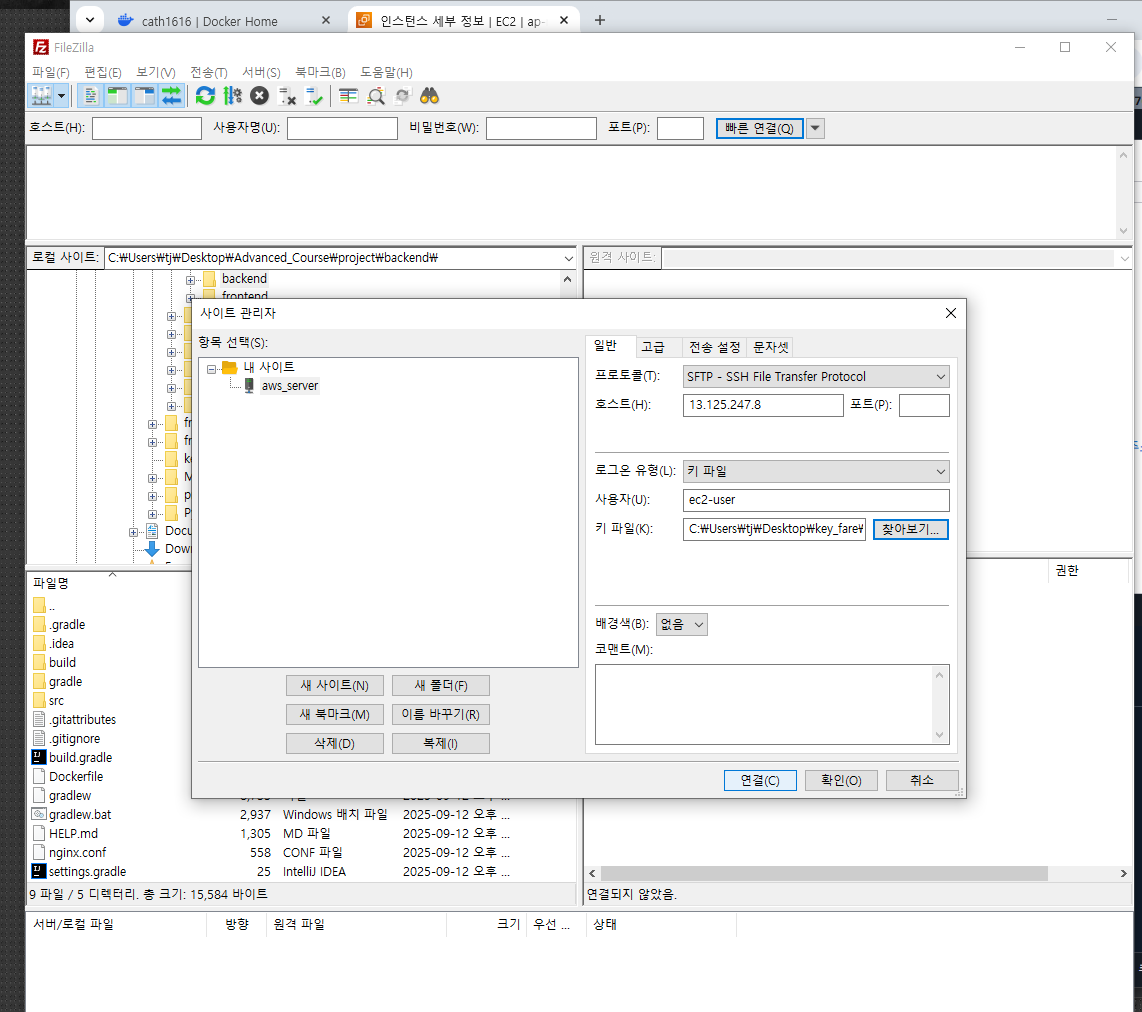 cath1616 | Docker Home
인스턴스 세부 정보 | EC2 | ap-
FileZilla
파일(F) 편집(E) 보기(V) 전송(T) 서버(S) 북마크(B) 도움말(H)
호스트(H): 사용자명(U): 비밀번호(W): 포트(P): 빠른 연결(Q)
로컬 사이트: C:₩Users₩tj₩Desktop₩Advanced_Course₩project₩backend₩
원격 사이트:
backend
frontend
사이트 관리자
항목 선택(S):
내 사이트
aws_server
새 사이트(N) 새 폴더(F)
새 북마크(M) 이름 바꾸기(R)
삭제(D) 복제(I)
일반 고급 전송 설정 문자셋
프로토콜(T): SFTP - SSH File Transfer Protocol
호스트(H): 13.125.247.8 포트(P):
로그온 유형(L): 키 파일
사용자(U): ec2-user
키 파일(K): C:₩Users₩tj₩Desktop₩key_fare₩ 찾아보기...
배경색(B): 없음
코멘트(M):
연결(C) 확인(O) 취소
파일명
권한
..
.gradle
.idea
build
gradle
src
.gitattributes
.gitignore
build.gradle
Dockerfile
gradlew
gradlew.bat 2,937 Windows 배치 파일 2025-09-12 오후 ...
HELP.md 1,305 MD 파일 2025-09-12 오후 ...
nginx.conf 558 CONF 파일 2025-09-12 오후 ...
settings.gradle 25 IntelliJ IDEA 2025-09-12 오후 ...
9 파일 / 5 디렉터리. 총 크기: 15,584 바이트
연결되지 않았음.
서버/로컬 파일 방향 원격 파일 크기 우선 ... 상태